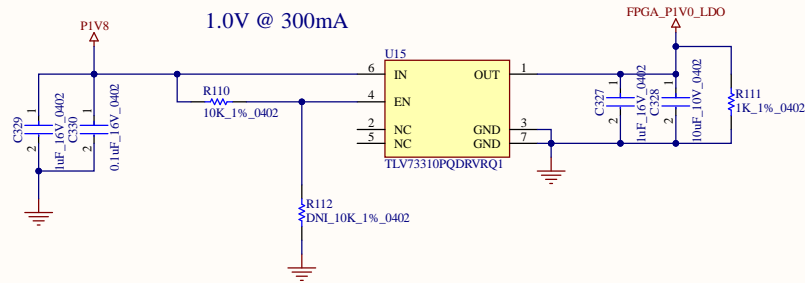 1.0V @ 300mA
P1V8
FPGA_P1V0_LDO
U15
6 IN OUT 1
4 EN
2 NC GND 3
5 NC GND 7
TLV73310PQDRVRQ1
R110
10K_1%_0402
R112
DNI_10K_1%_0402
R111
1K_1%_0402
C329
1uF_16V_0402
1
2
C330
0.1uF_16V_0402
1
2
C327
1uF_16V_0402
1
2
C328
10uF_10V_0402
1
2